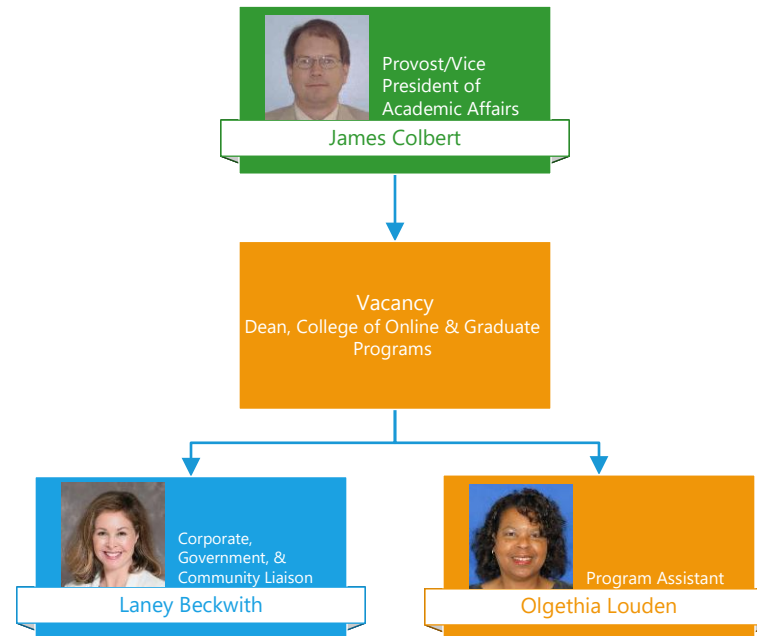 Provost/Vice
President of
Academic Affairs
James Colbert
Vacancy
Dean, College of Online & Graduate
Programs
Corporate,
Government, &
Community Liaison
Laney Beckwith
Program Assistant
Olgethia Louden